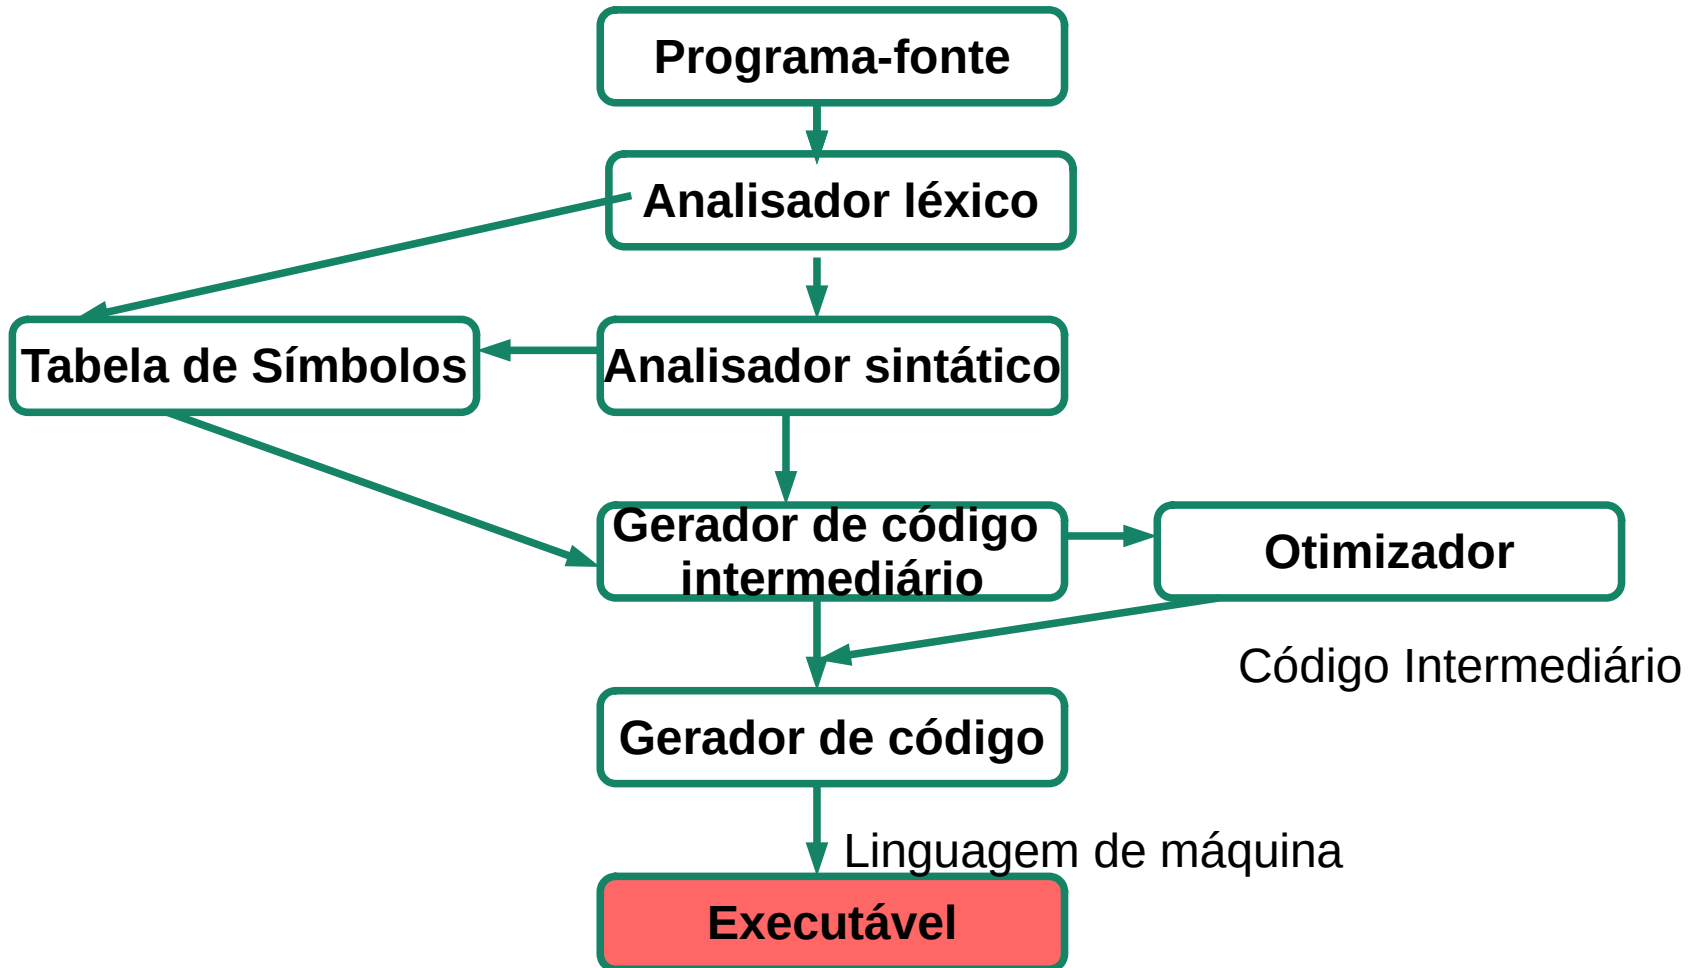 Programa-fonte
Analisador léxico
Tabela de Símbolos
Analisador sintático
Gerador de código
intermediário
Otimizador
Código Intermediário
Gerador de código
Linguagem de máquina
Executável